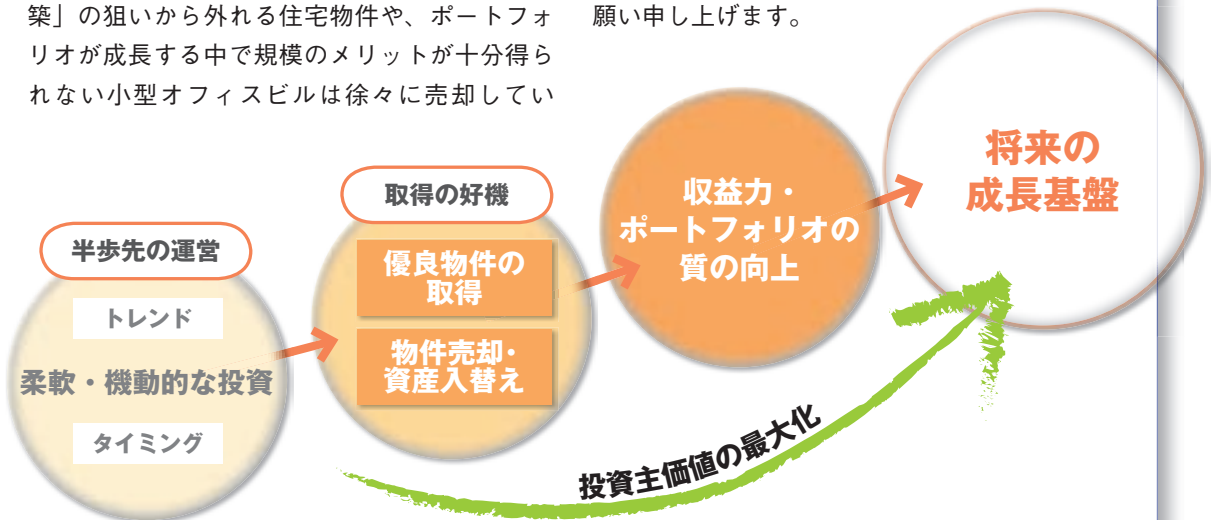 築」の狙いから外れる住宅物件や、ポートフォ
リオが成長する中で規模のメリットが十分得ら
れない小型オフィスビルは徐々に売却してい
願い申し上げます。
半歩先の運営
トレンド
柔軟・機動的な投資
タイミング
取得の好機
優良物件の
取得
物件売却・
資産入替え
収益力・
ポートフォリオの
質の向上
将来の
成長基盤
投資主価値の最大化